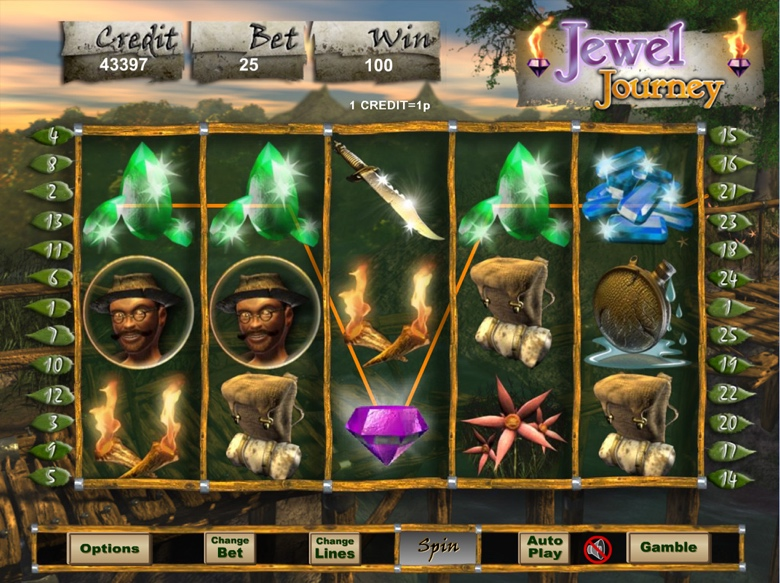 Credit Bet Win
43397 25 100
Jewel
Journey
1 CREDIT=1p
4 15
8 16
2 21
13 23
11 18
6 24
1 1
7 25
10 19
12 22
3 20
9 17
5 14
Options
Change
Bet
Change
Lines
Spin
Auto
Play
Gamble